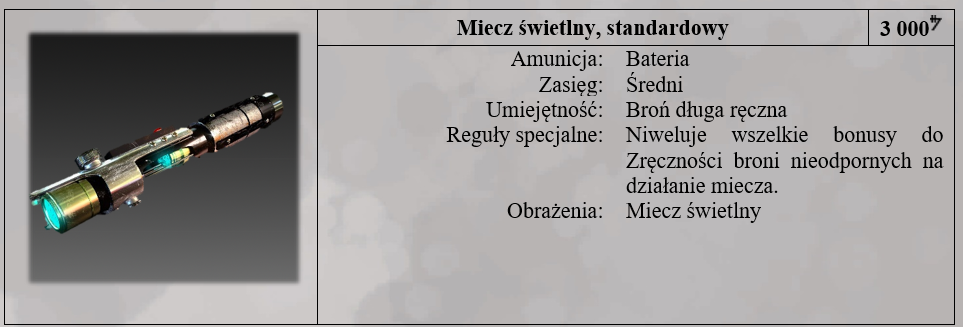 Miecz świetlny, standardowy 3 000
Amunicja: Bateria
Zasięg: Średni
Umiejętność: Broń długa ręczna
Reguły specjalne: Niweluje wszelkie bonusy do
Zręczności broni nieodpornych na
działanie miecza.
Obrażenia: Miecz świetlny